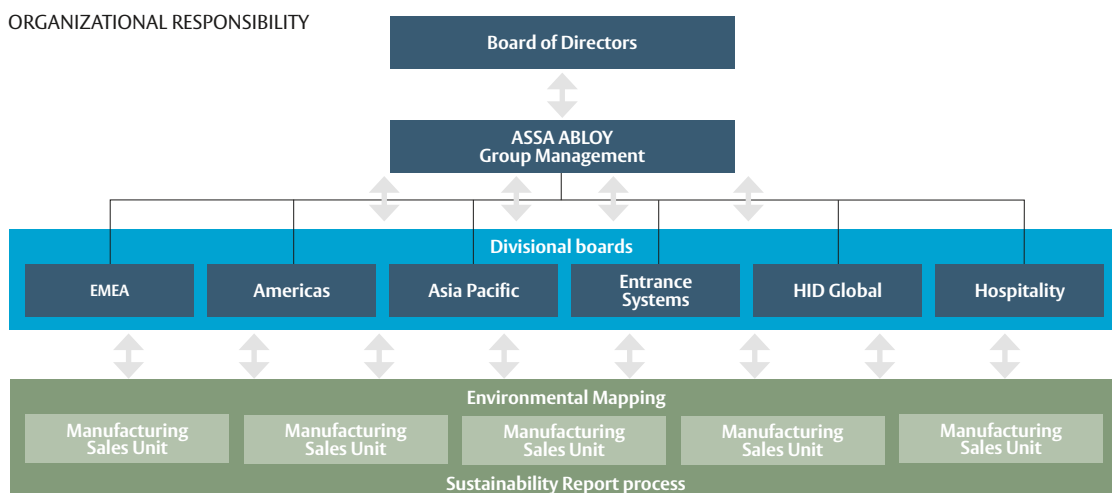 ORGANIZATIONAL RESPONSIBILITY
Board of Directors
ASSA ABLOY
Group Management
Divisional boards
EMEA
Americas
Asia Pacific
Entrance
Systems
HID Global
Hospitality
Environmental Mapping
Manufacturing
Sales Unit
Manufacturing
Sales Unit
Manufacturing
Sales Unit
Manufacturing
Sales Unit
Manufacturing
Sales Unit
Sustainability Report process